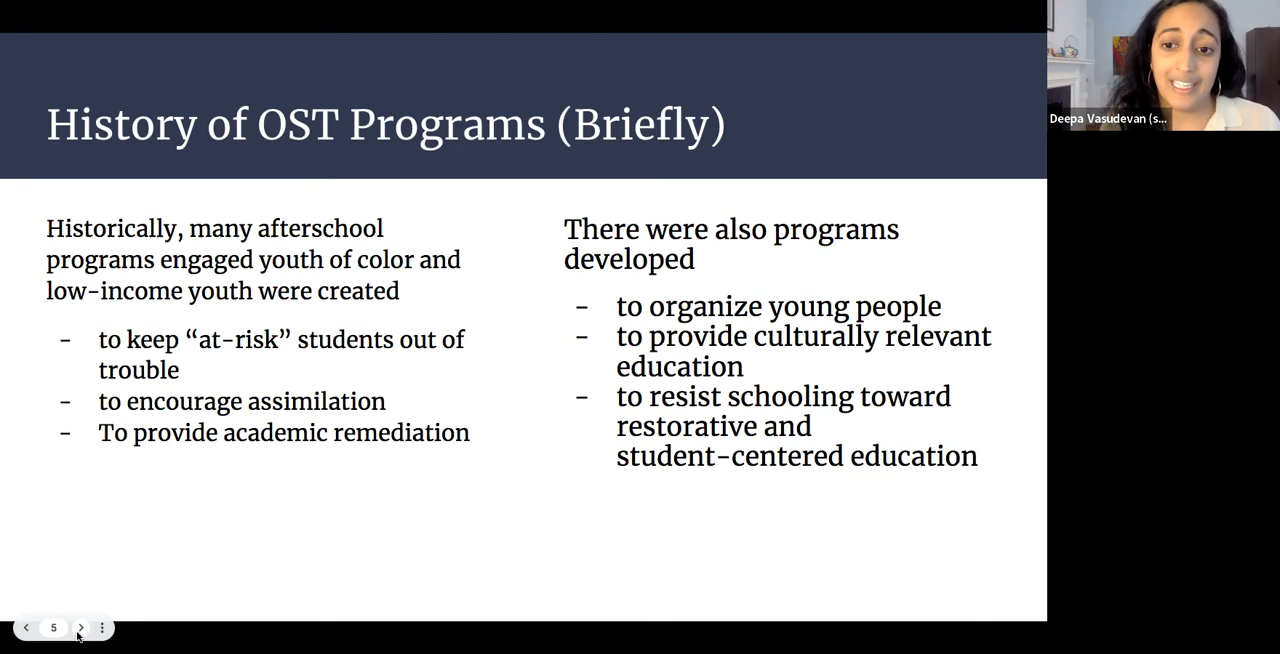 History of OST Programs (Briefly)
Historically, many afterschool
programs engaged youth of color and
low-income youth were created
- to keep “at-risk” students out of
trouble
- to encourage assimilation
- To provide academic remediation
There were also programs
developed
- to organize young people
- to provide culturally relevant
education
- to resist schooling toward
restorative and
student-centered education
Deepa Vasudevan (s...
5